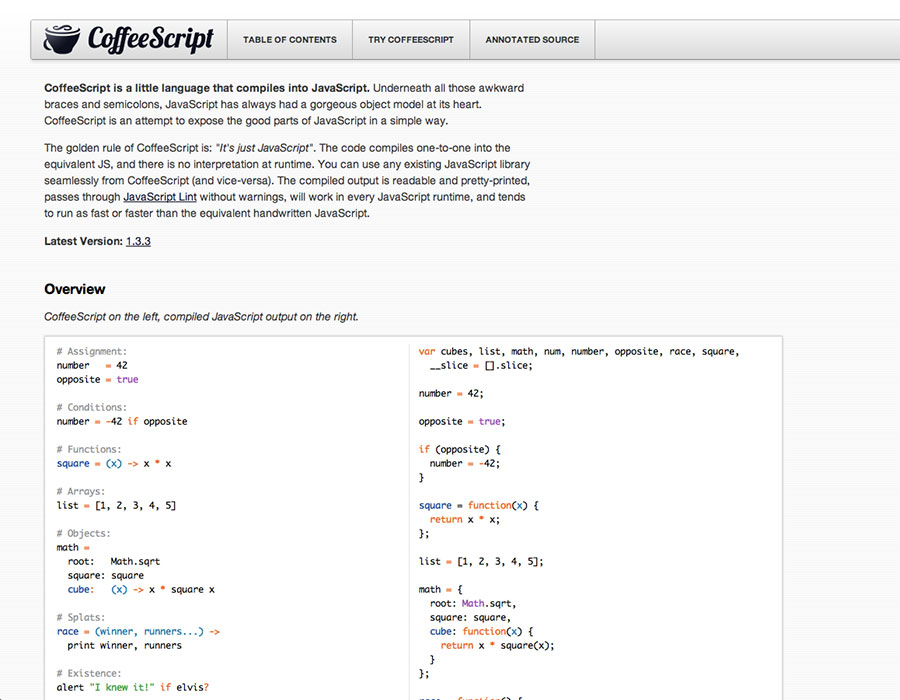 CoffeeScript
TABLE OF CONTENTS
TRY COFFEESCRIPT
ANNOTATED SOURCE
CoffeeScript is a little language that compiles into JavaScript. Underneath all those awkward
braces and semicolons, JavaScript has always had a gorgeous object model at its heart.
CoffeeScript is an attempt to expose the good parts of JavaScript in a simple way.
The golden rule of CoffeeScript is: "It's just JavaScript". The code compiles one-to-one into the
equivalent JS, and there is no interpretation at runtime. You can use any existing JavaScript library
seamlessly from CoffeeScript (and vice-versa). The compiled output is readable and pretty-printed,
passes through JavaScript Lint without warnings, will work in every JavaScript runtime, and tends
to run as fast or faster than the equivalent handwritten JavaScript.
Latest Version: 1.3.3
Overview
CoffeeScript on the left, compiled JavaScript output on the right.
# Assignment:
number   = 42
opposite = true
# Conditions:
number = -42 if opposite
# Functions:
square = (x) -> x * x
# Arrays:
list = [1, 2, 3, 4, 5]
# Objects:
math =
  root:   Math.sqrt
  square: square
  cube:   (x) -> x * square x
# Splats:
race = (winner, runners...) ->
  print winner, runners
# Existence:
alert "I knew it!" if elvis?
var cubes, list, math, num, number, opposite, race, square,
  __slice = [].slice;
number = 42;
opposite = true;
if (opposite) {
  number = -42;
}
square = function(x) {
  return x * x;
};
list = [1, 2, 3, 4, 5];
math = {
  root: Math.sqrt,
  square: square,
  cube: function(x) {
    return x * square(x);
  }
};